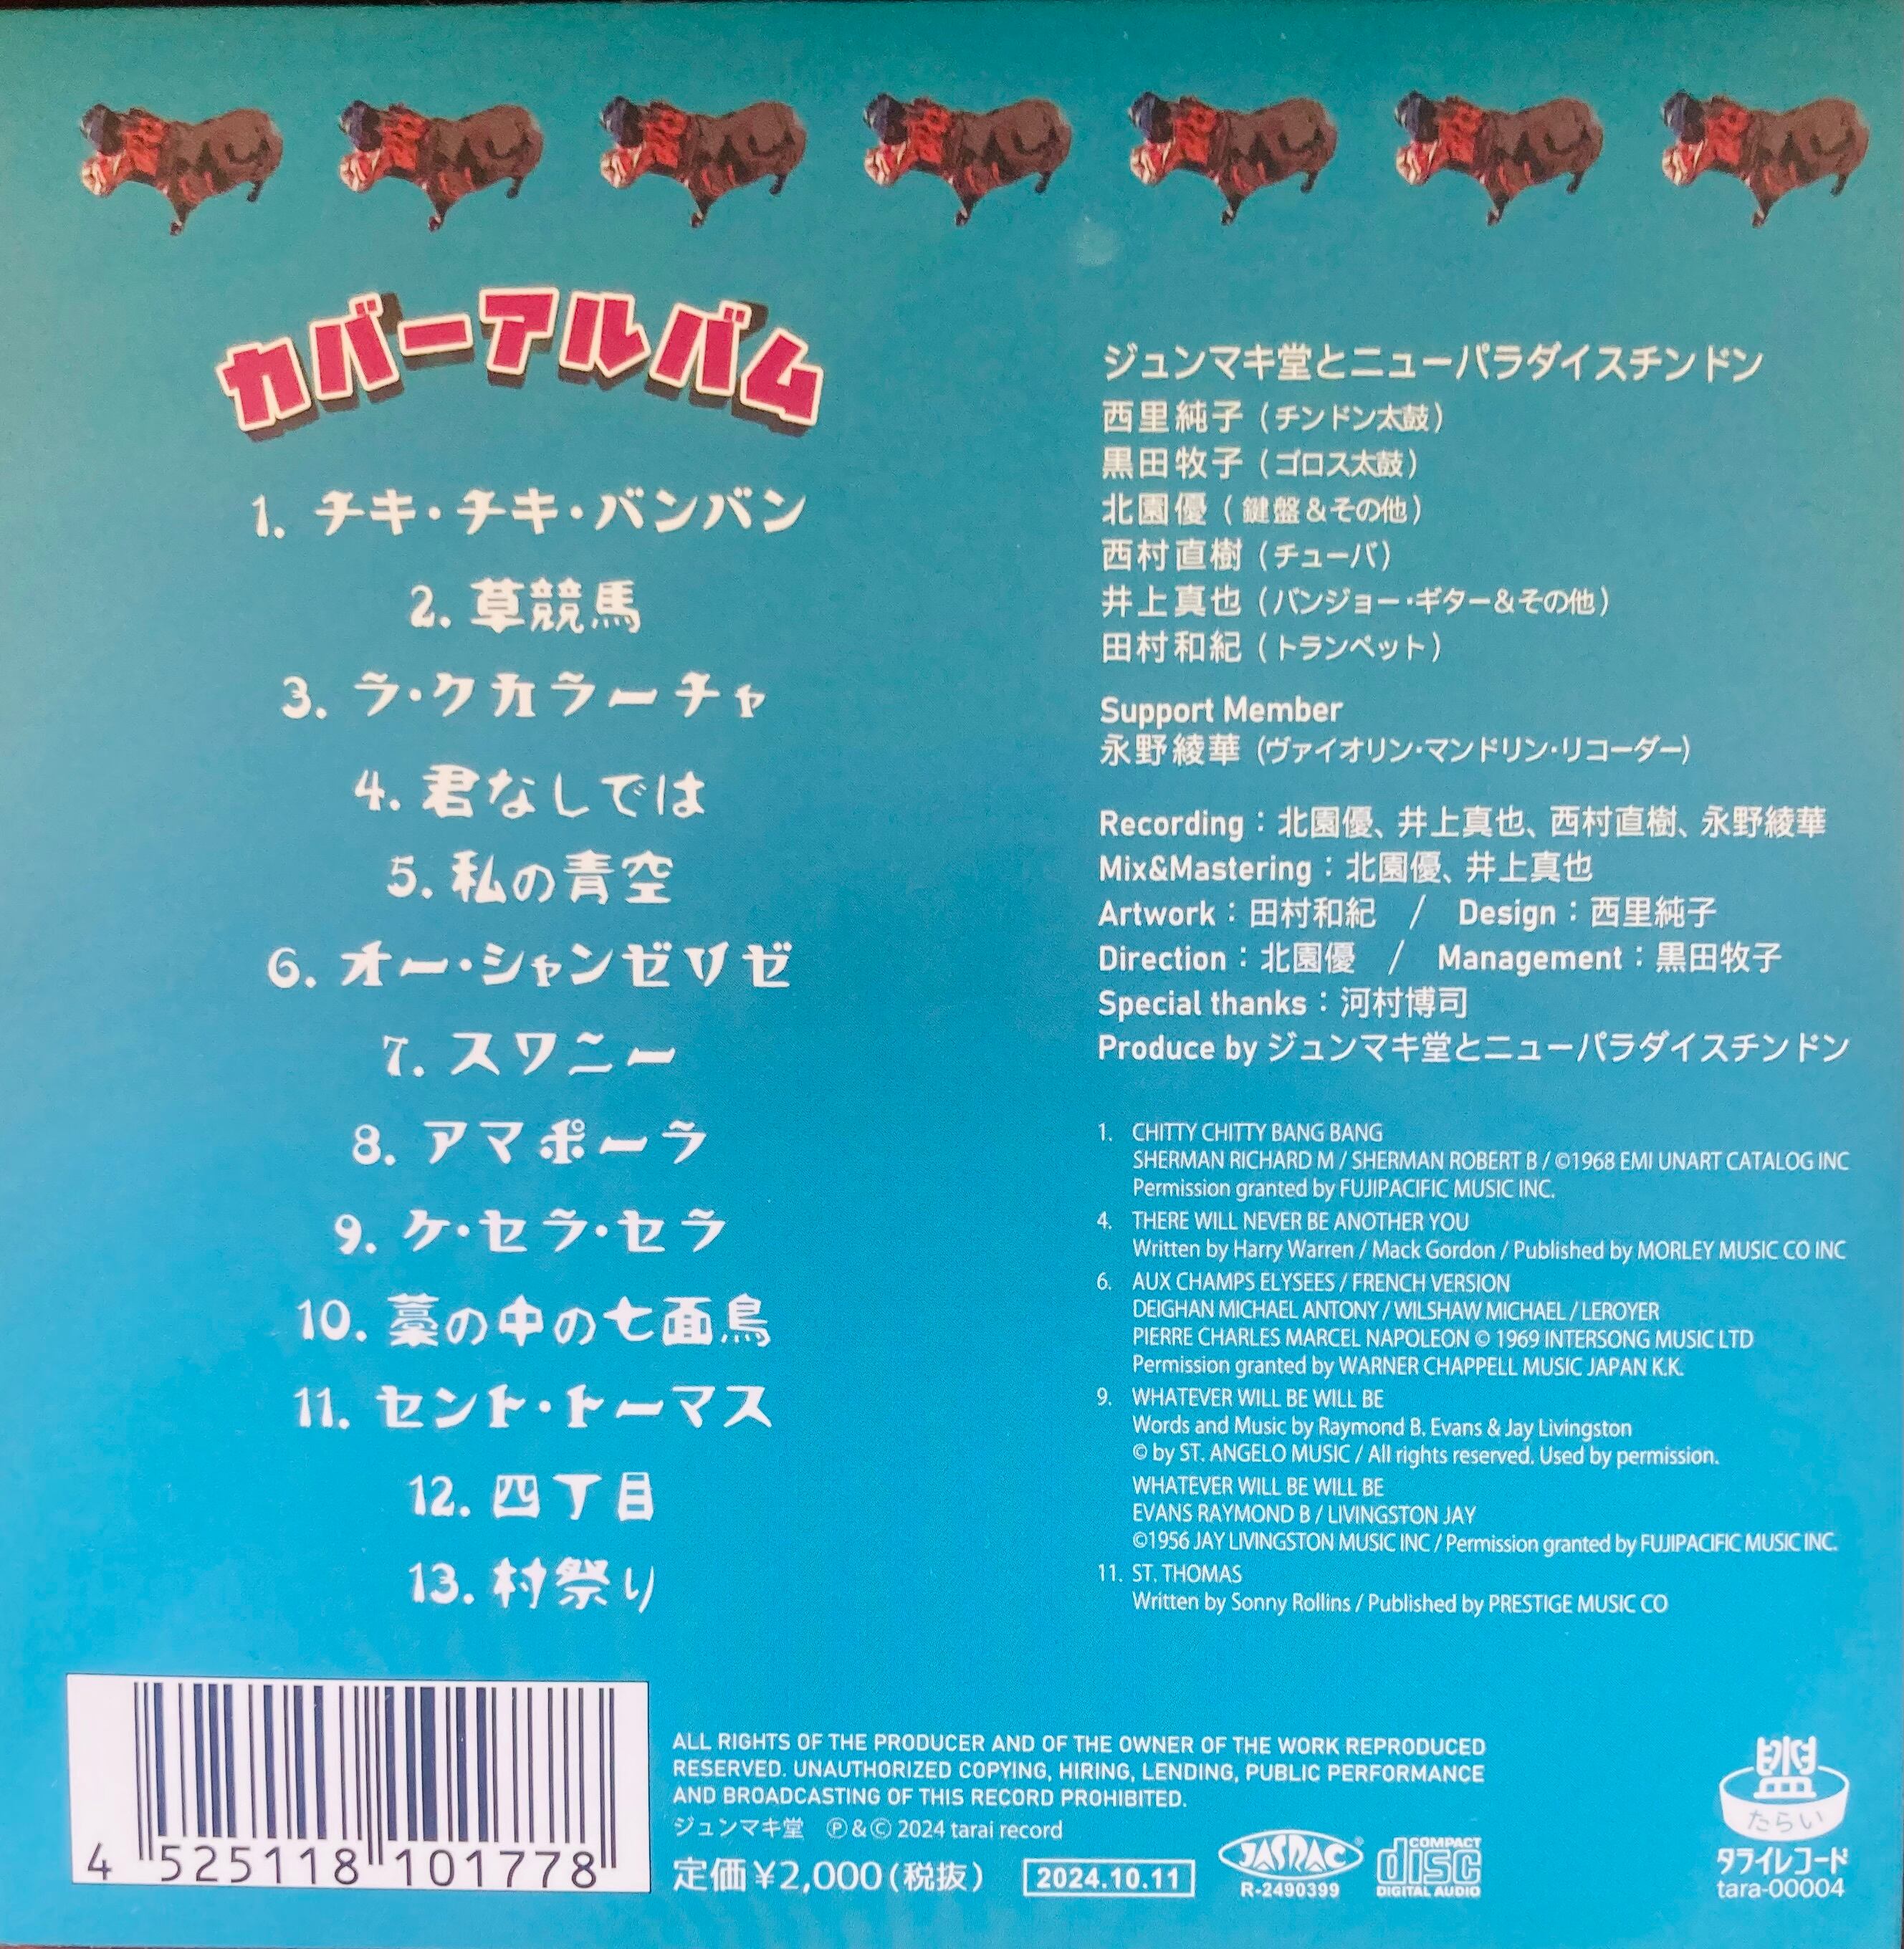 カバーアルバム
1. チキ・チキ・バンバン
2. 草競馬
3. ラ・クカラーチャ
4. 君なしでは
5. 私の青空
6. オー・シャンゼリゼ
7. スワニー
8. アマポーラ
9. ケ・セラ・セラ
10. 藁の中の七面鳥
11. セント・トーマス
12. 四丁目
13. 村祭り
ジュンマキ堂とニューパラダイスチンドン
西里純子 (チンドン太鼓)
黒田牧子 (ゴロス太鼓)
北園優 (鍵盤&その他)
西村直樹 (チューバ)
井上真也 (バンジョー・ギター&その他)
田村和紀 (トランペット)
Support Member
永野綾華 (ヴァイオリン・マンドリン・リコーダー)
Recording：北園優、井上真也、西村直樹、永野綾華
Mix&Mastering：北園優、井上真也
Artwork：田村和紀 / Design：西里純子
Direction：北園優 / Management：黒田牧子
Special thanks：河村博司
Produce by ジュンマキ堂とニューパラダイスチンドン
1. CHITTY CHITTY BANG BANG
SHERMAN RICHARD M / SHERMAN ROBERT B / ©1968 EMI UNART CATALOG INC
Permission granted by FUJIPACIFIC MUSIC INC.
4. THERE WILL NEVER BE ANOTHER YOU
Written by Harry Warren / Mack Gordon / Published by MORLEY MUSIC CO INC
6. AUX CHAMPS ELYSEES / FRENCH VERSION
DEIGHAN MICHAEL ANTONY / WILSHAW MICHAEL / LEROYER
PIERRE CHARLES MARCEL NAPOLEON © 1969 INTERSONG MUSIC LTD
Permission granted by WARNER CHAPPELL MUSIC JAPAN K.K.
9. WHATEVER WILL BE WILL BE
Words and Music by Raymond B. Evans & Jay Livingston
© by ST. ANGELO MUSIC / All rights reserved. Used by permission.
WHATEVER WILL BE WILL BE
EVANS RAYMOND B / LIVINGSTON JAY
©1956 JAY LIVINGSTON MUSIC INC / Permission granted by FUJIPACIFIC MUSIC INC.
11. ST. THOMAS
Written by Sonny Rollins / Published by PRESTIGE MUSIC CO
4 525118 101778
ALL RIGHTS OF THE PRODUCER AND OF THE OWNER OF THE WORK REPRODUCED
RESERVED. UNAUTHORIZED COPYING, HIRING, LENDING, PUBLIC PERFORMANCE
AND BROADCASTING OF THIS RECORD PROHIBITED.
ジュンマキ堂 Ⓟ&Ⓒ 2024 tarai record
定価¥2,000(税抜)
2024.10.11
JASRAC®
R-2490399
COMPACT
disc
DIGITAL AUDIO
盥
たらい
タライレコード
tara-00004